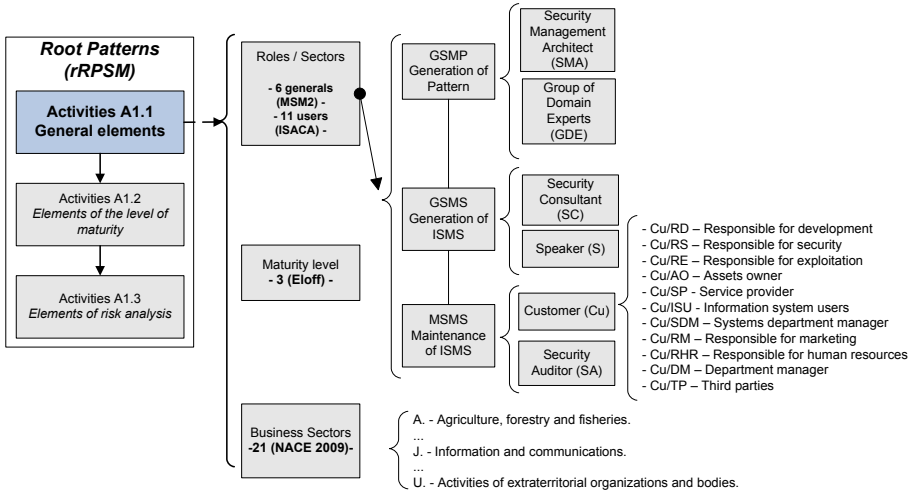 Root Patterns
(rRPSM)
Activities A1.1
General elements
Activities A1.2
Elements of the level of
maturity
Activities A1.3
Elements of risk analysis
Roles / Sectors
- 6 generals
(MSM2)
- 11 users
(ISACA) -
Maturity level
- 3 (Eloff) -
Business Sectors
-21 (NACE 2009)-
GSMP
Generation of
Pattern
GSMS
Generation of
ISMS
MSMS
Maintenance
of ISMS
Security
Management
Architect
(SMA)
Group of
Domain
Experts
(GDE)
Security
Consultant
(SC)
Speaker (S)
Customer (Cu)
Security
Auditor (SA)
- Cu/RD – Responsible for development
- Cu/RS – Responsible for security
- Cu/RE – Responsible for exploitation
- Cu/AO – Assets owner
- Cu/SP - Service provider
- Cu/ISU - Information system users
- Cu/SDM – Systems department manager
- Cu/RM – Responsible for marketing
- Cu/RHR – Responsible for human resources
- Cu/DM – Department manager
- Cu/TP – Third parties
A. - Agriculture, forestry and fisheries.
...
J. - Information and communications.
...
U. - Activities of extraterritorial organizations and bodies.